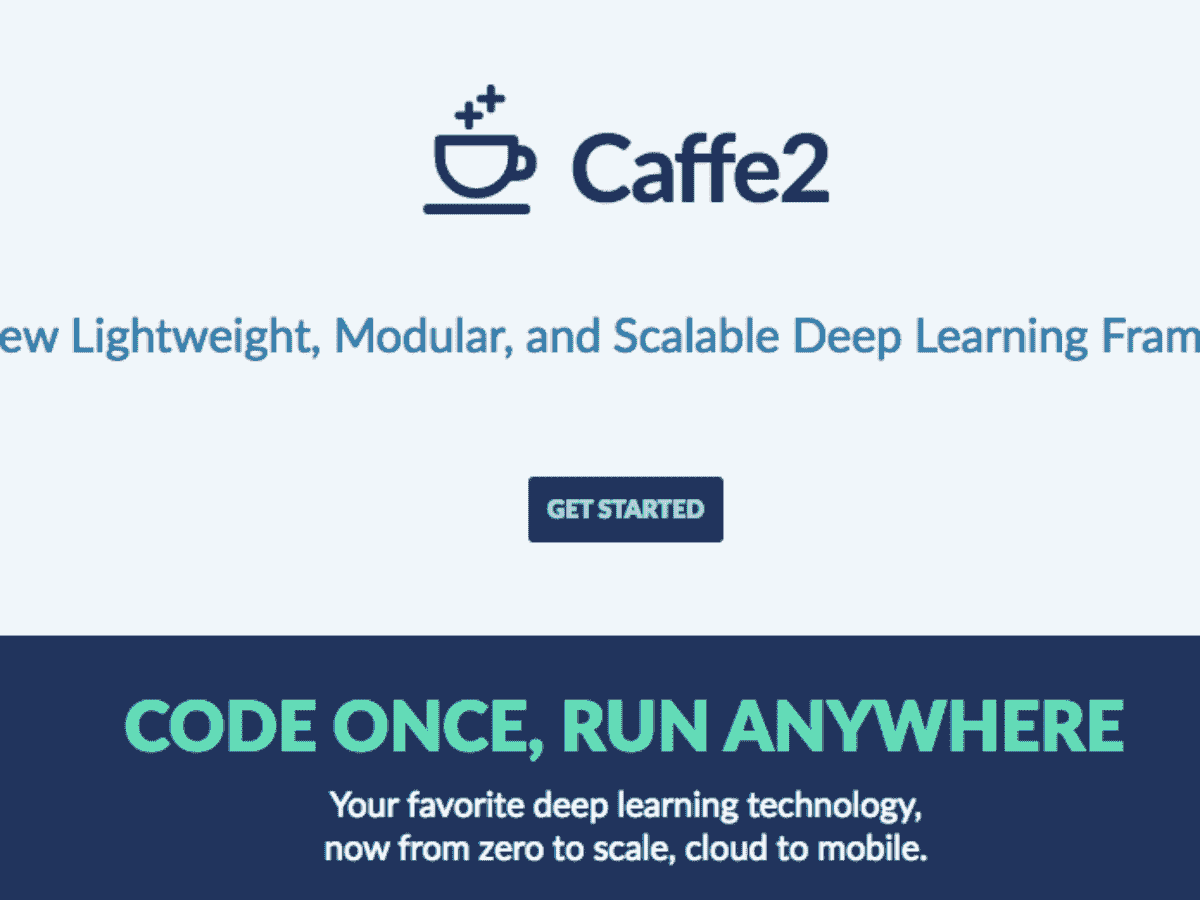 Caffe2
ew Lightweight, Modular, and Scalable Deep Learning Fram
GET STARTED
CODE ONCE, RUN ANYWHERE
Your favorite deep learning technology,
now from zero to scale, cloud to mobile.